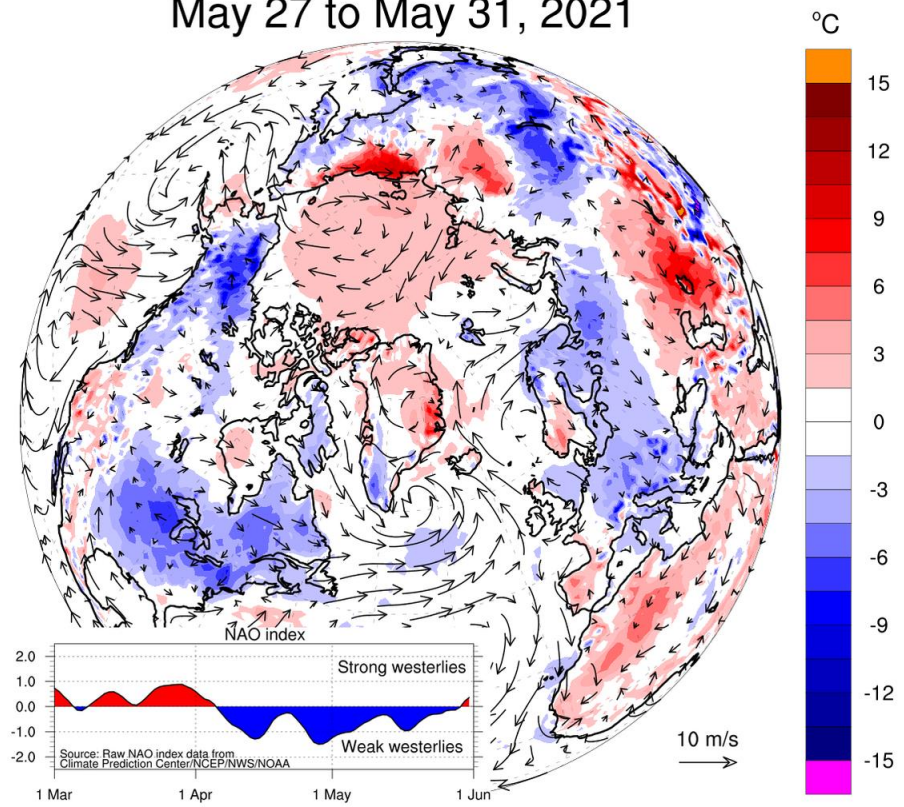 May 27 to May 31, 2021
°C
15
12
9
6
3
0
-3
-6
-9
-12
-15
10 m/s
NAO index
2.0
1.0
0.0
-1.0
-2.0
Strong westerlies
Weak westerlies
Source: Raw NAO index data from
Climate Prediction Center/NCEP/NWS/NOAA
1 Mar 1 Apr 1 May 1 Jun